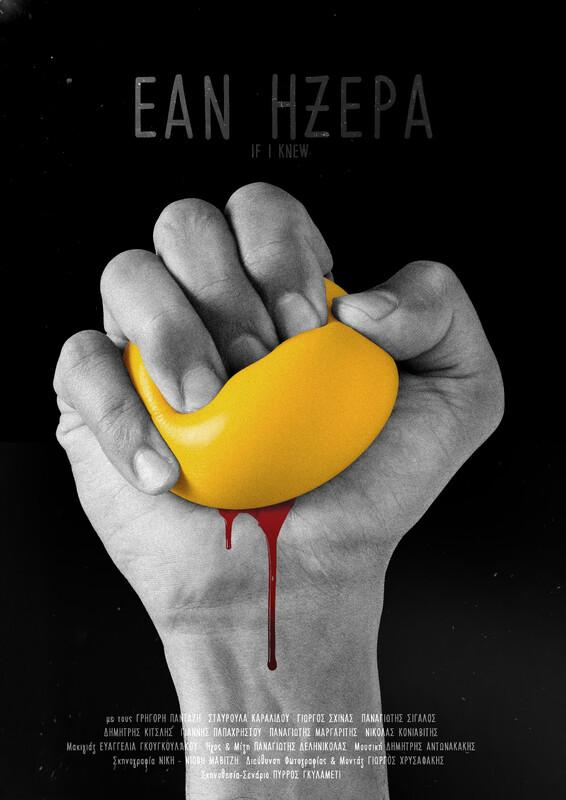 ΕΑΝ ΗΞΕΡΑ
IF I KNEW
με τους ΓΡΗΓΟΡΗ ΠΑΝΤΑΖΗ ΣΤΑΥΡΟΥΛΑ ΚΑΡΑΛΙΔΟΥ ΓΙΩΡΓΟΣ ΣΧΙΝΑΣ ΠΑΝΑΓΙΩΤΗΣ ΣΙΓΑΛΟΣ
ΔΗΜΗΤΡΗΣ ΚΙΤΣΛΗΣ ΓΙΑΝΝΗΣ ΠΑΠΑΧΡΗΣΤΟΥ ΠΑΝΑΓΙΩΤΗΣ ΜΑΡΓΑΡΙΤΗΣ ΝΙΚΟΛΑΣ ΚΟΝΙΑΒΙΤΗΣ
Μακιγιάζ ΕΥΑΓΓΕΛΙΑ ΓΚΟΥΓΚΟΥΛΑΚΟΥ Ήχος & Μίξη ΠΑΝΑΓΙΩΤΗΣ ΔΕΛΗΝΙΚΟΛΑΣ Μουσική ΔΗΜΗΤΡΗΣ ΑΝΤΩΝΑΚΑΚΗΣ
Σκηνογραφία ΝΙΚΗ - ΝΙΟΒΗ ΜΑΒΙΤΖΗ Διεύθυνση Φωτογραφίας & Μοντάζ ΓΙΩΡΓΟΣ ΧΡΥΣΑΦΑΚΗΣ
Σκηνοθεσία-Σενάριο ΠΥΡΡΟΣ ΓΚΥΛΑΜΕΤΙ